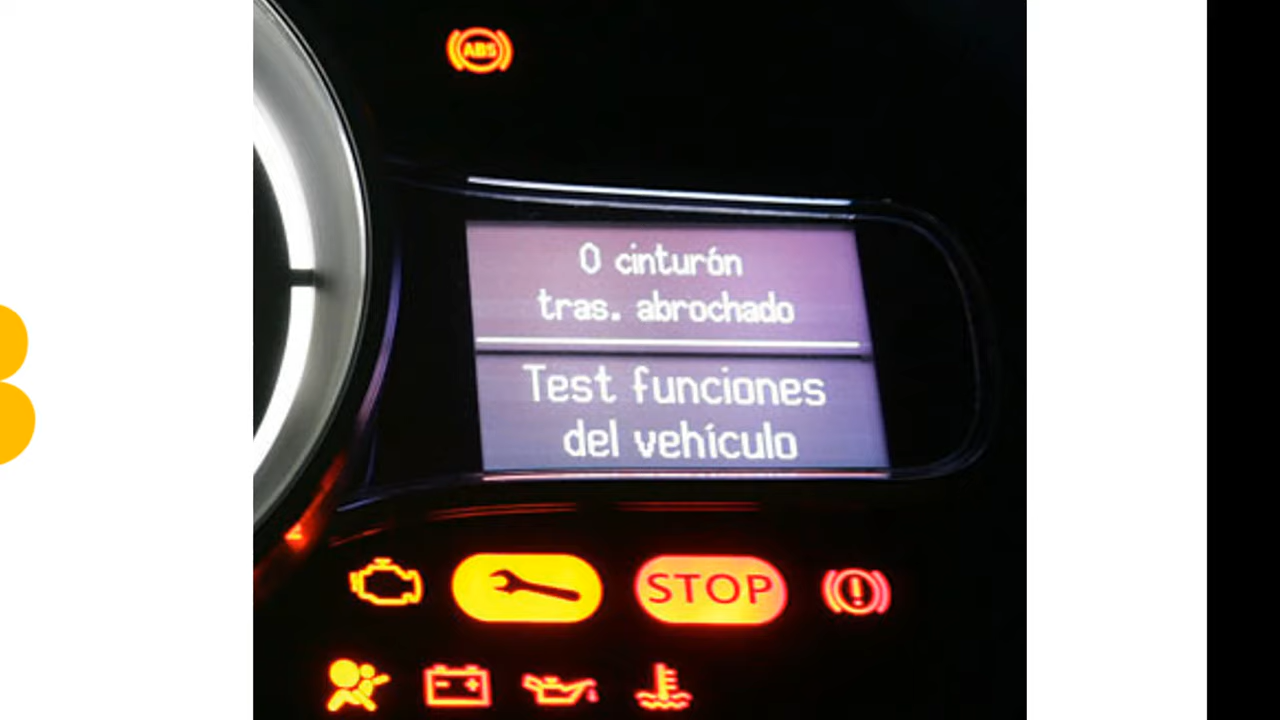 ABS
0 cinturón
tras. abrochado
Test funciones
del vehículo
STOP